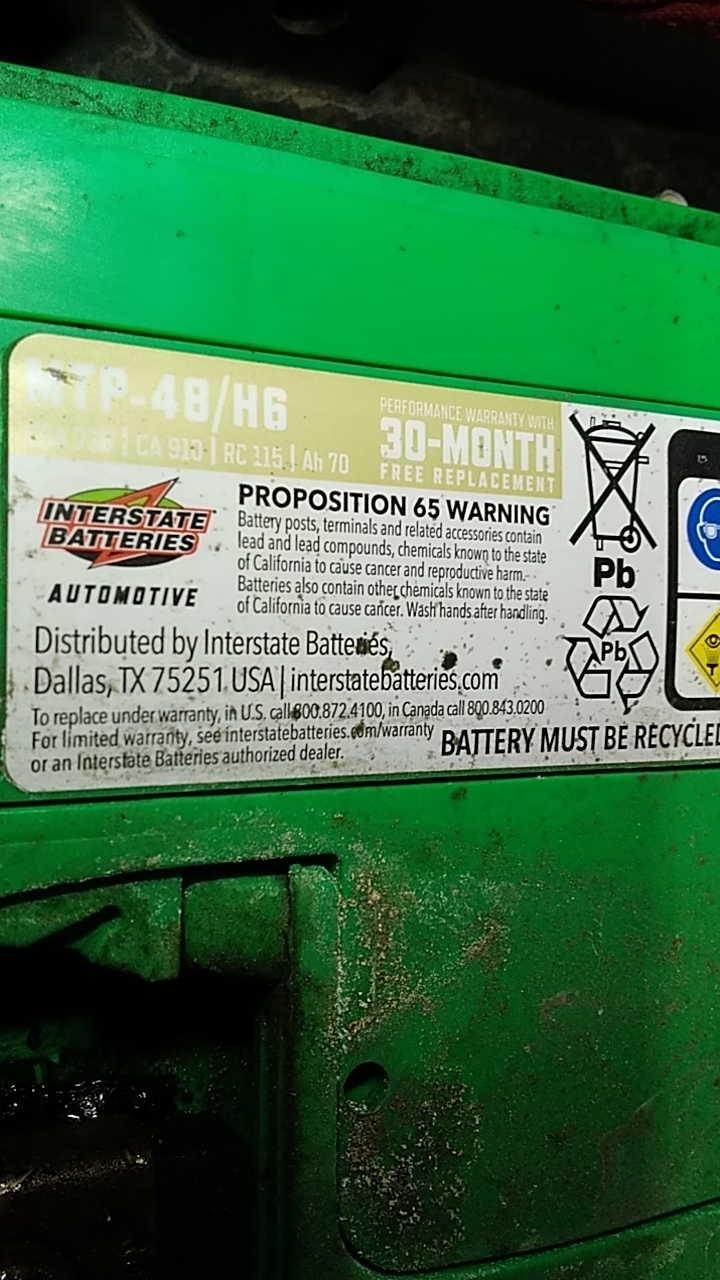 MTP-48/H6
CA 910 | RC 115 | Ah 70
PERFORMANCE WARRANTY WITH
30-MONTH
FREE REPLACEMENT
INTERSTATE
BATTERIES
AUTOMOTIVE
PROPOSITION 65 WARNING
Battery posts, terminals and related accessories contain
lead and lead compounds, chemicals known to the state
of California to cause cancer and reproductive harm.
Batteries also contain other chemicals known to the state
of California to cause cancer. Wash hands after handling.
Pb
Pb
Distributed by Interstate Batteries,
Dallas, TX 75251 USA | interstatebatteries.com
To replace under warranty, in U.S. call 800.872.4100, in Canada call 800.843.0200
For limited warranty, see interstatebatteries.com/warranty
or an Interstate Batteries authorized dealer.
BATTERY MUST BE RECYCLED